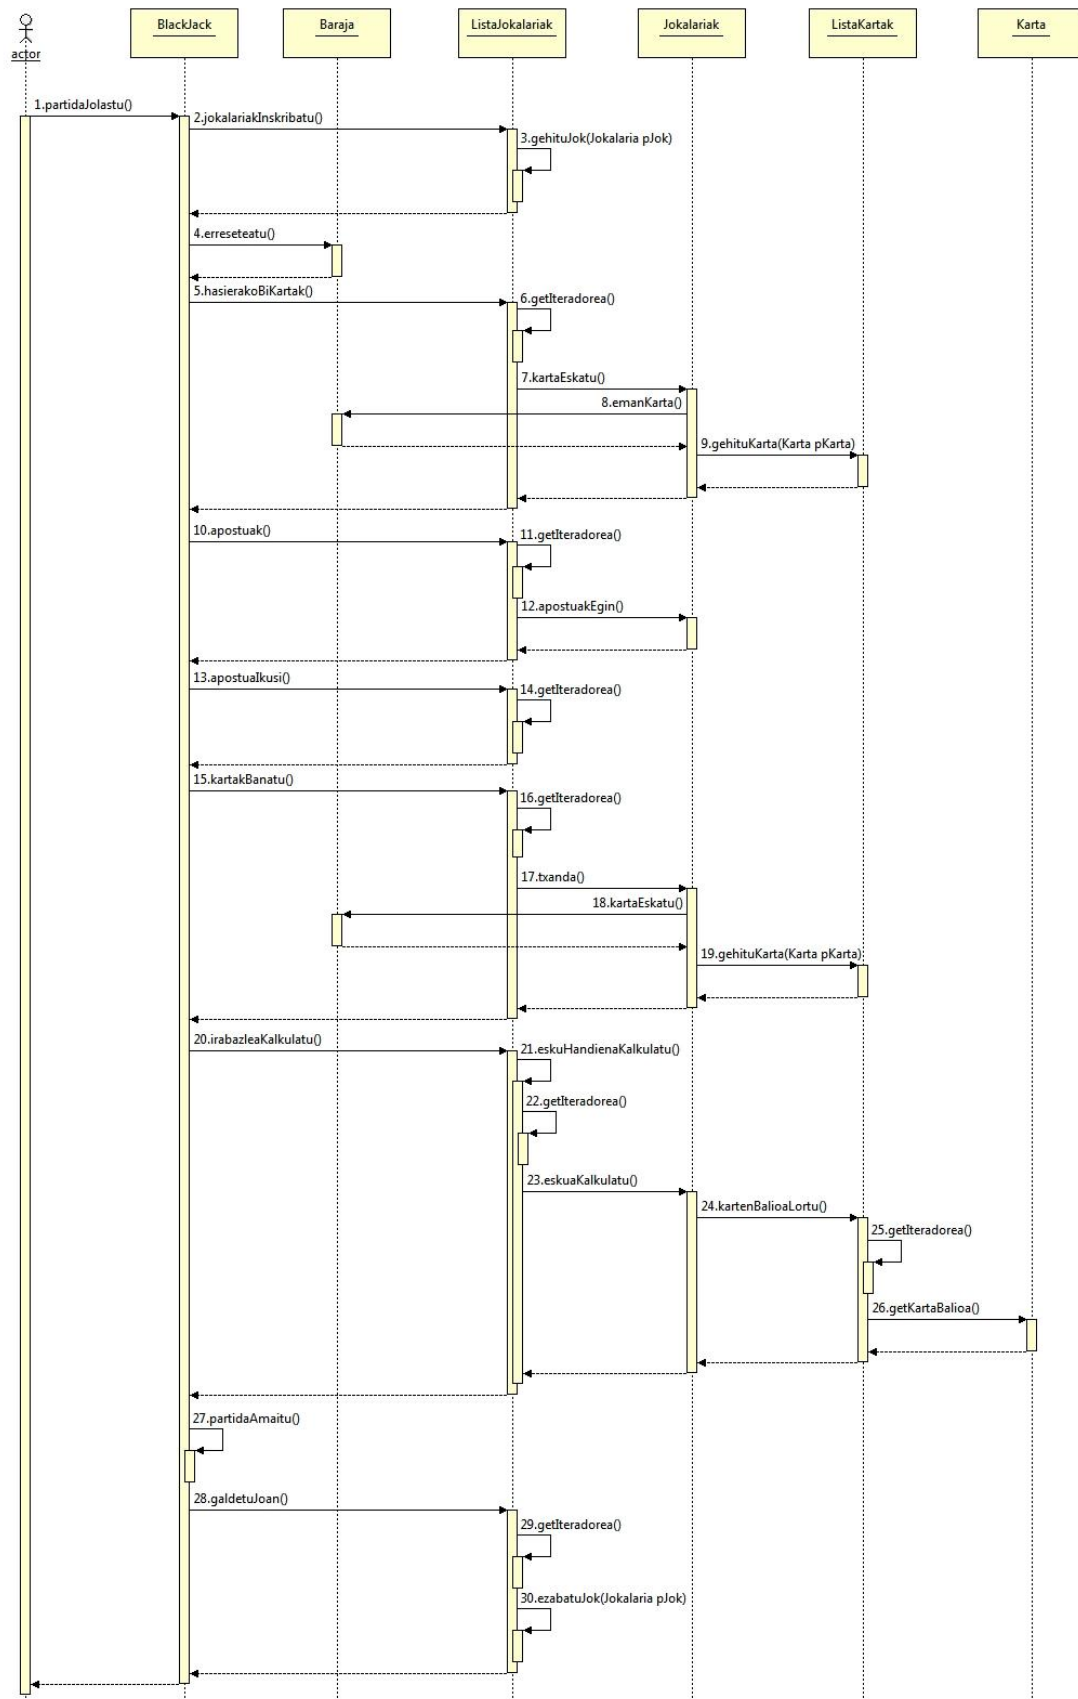 BlackJack
Baraja
ListaJokalariak
Jokalariak
ListaKartak
Karta
actor
1.partidaJolastu()
2.jokalariakInskribatu()
3.gehituJok(Jokalaria pJok)
4.erreseteatu()
5.hasierakoBiKartak()
6.getIteradorea()
7.kartaEskatu()
8.emanKarta()
9.gehituKarta(Karta pKarta)
10.apostuak()
11.getIteradorea()
12.apostuakEgin()
13.apostuaIkusi()
14.getIteradorea()
15.kartakBanatu()
16.getIteradorea()
17.txanda()
18.kartaEskatu()
19.gehituKarta(Karta pKarta)
20.irabazleaKalkulatu()
21.eskuHandienaKalkulatu()
22.getIteradorea()
23.eskuaKalkulatu()
24.kartenBalioaLortu()
25.getIteradorea()
26.getKartaBalioa()
27.partidaAmaitu()
28.galdetuJoan()
29.getIteradorea()
30.ezabatuJok(Jokalaria pJok)